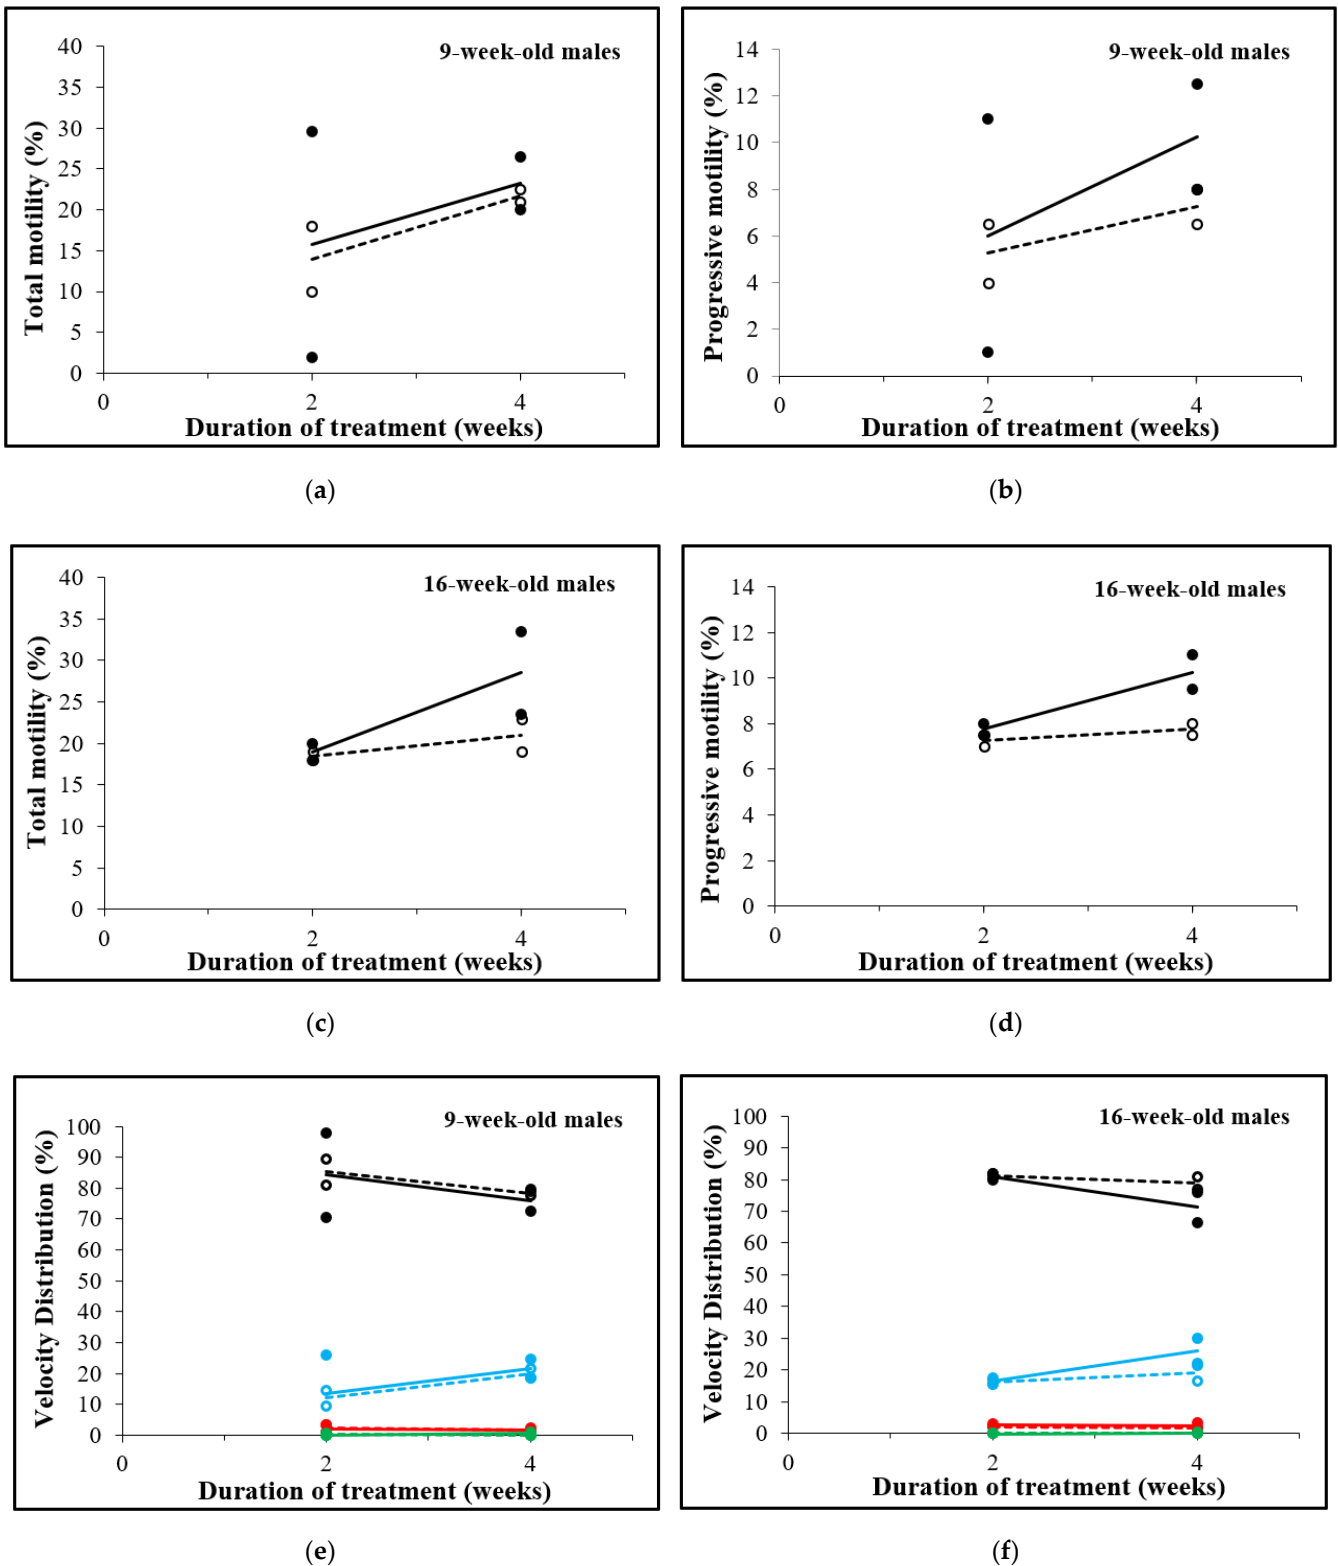 9-week-old males
Total motility (%)
40
35
30
25
20
15
10
5
0
0 2 4
Duration of treatment (weeks)
(a)
9-week-old males
Progressive motility (%)
14
12
10
8
6
4
2
0
0 2 4
Duration of treatment (weeks)
(b)
16-week-old males
Total motility (%)
40
35
30
25
20
15
10
5
0
0 2 4
Duration of treatment (weeks)
(c)
16-week-old males
Progressive motility (%)
14
12
10
8
6
4
2
0
0 2 4
Duration of treatment (weeks)
(d)
9-week-old males
Velocity Distribution (%)
100
90
80
70
60
50
40
30
20
10
0
0 2 4
Duration of treatment (weeks)
(e)
16-week-old males
Velocity Distribution (%)
100
90
80
70
60
50
40
30
20
10
0
0 2 4
Duration of treatment (weeks)
(f)